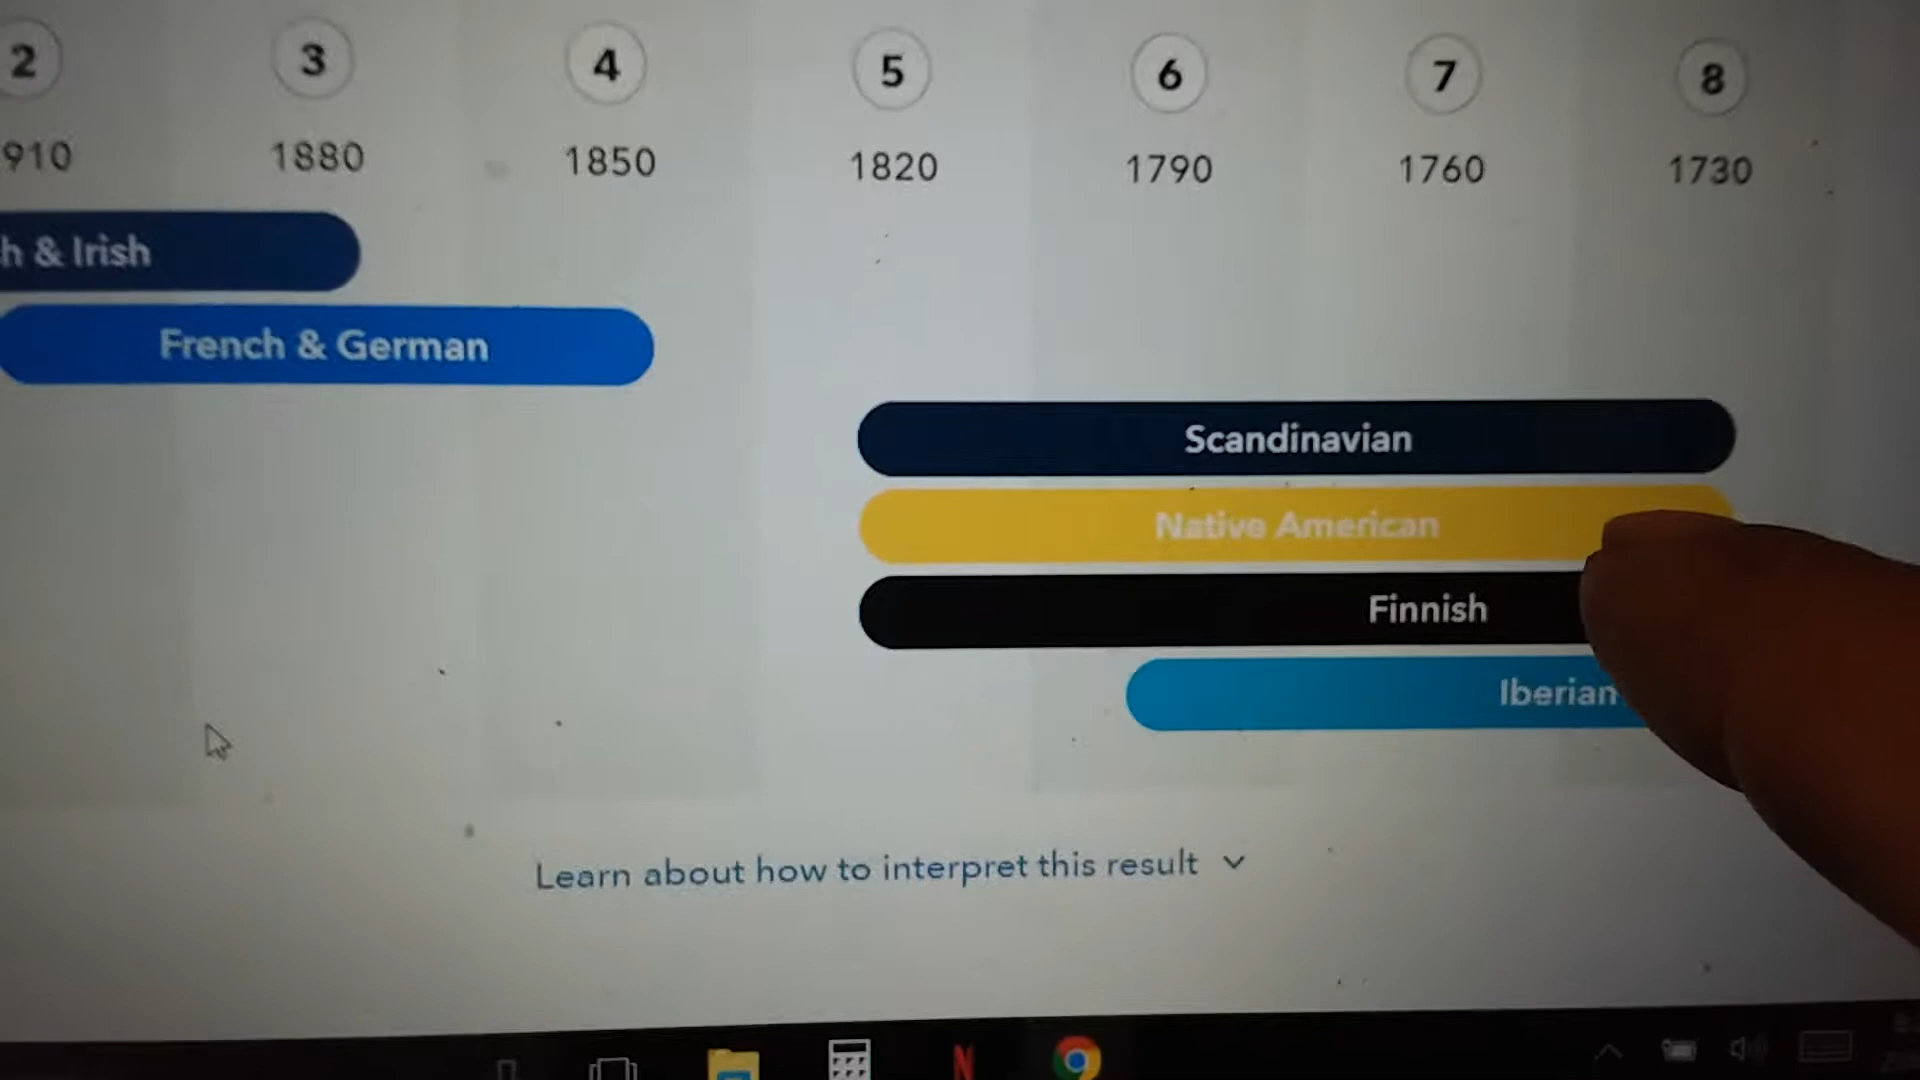 2 3 4 5 6 7 8
910 1880 1850 1820 1790 1760 1730
h & Irish
French & German
Scandinavian
Native American
Finnish
Iberian
Learn about how to interpret this result